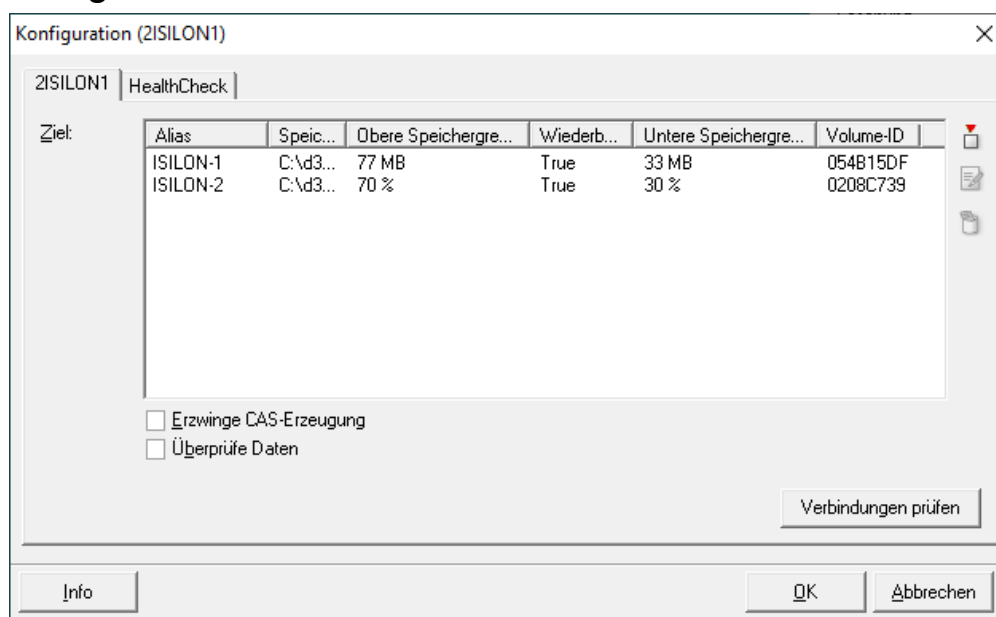 Konfiguration (2ISILON1)
2ISILON1 HealthCheck
Ziel:
Alias Speic... Obere Speichergre... Wiederb... Untere Speichergre... Volume-ID
ISILON-1 C:\d3... 77 MB True 33 MB 054B15DF
ISILON-2 C:\d3... 70 % True 30 % 0208C739
Erzwinge CAS-Erzeugung
Überprüfe Daten
Verbindungen prüfen
Info OK Abbrechen